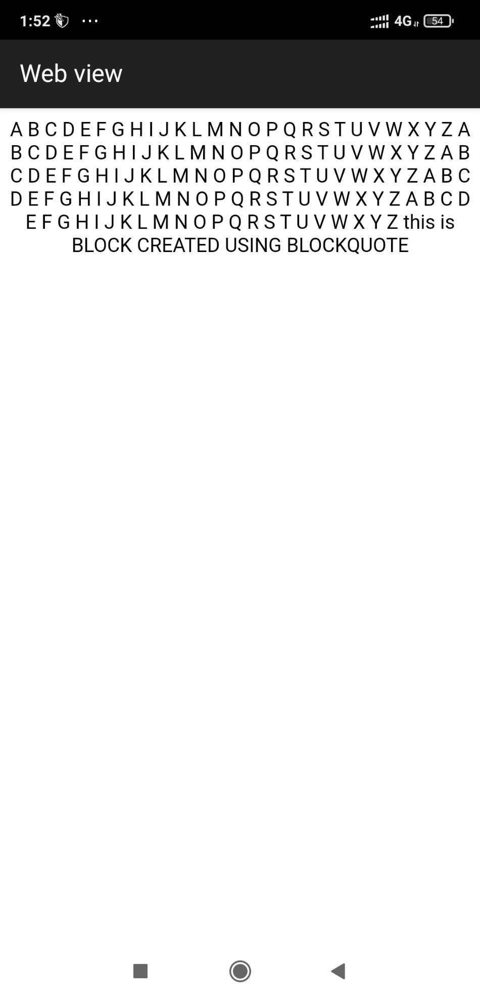 1:52 ... 4G 54
Web view
A B C D E F G H I J K L M N O P Q R S T U V W X Y Z A
B C D E F G H I J K L M N O P Q R S T U V W X Y Z A B
C D E F G H I J K L M N O P Q R S T U V W X Y Z A B C
D E F G H I J K L M N O P Q R S T U V W X Y Z A B C D
E F G H I J K L M N O P Q R S T U V W X Y Z this is
BLOCK CREATED USING BLOCKQUOTE